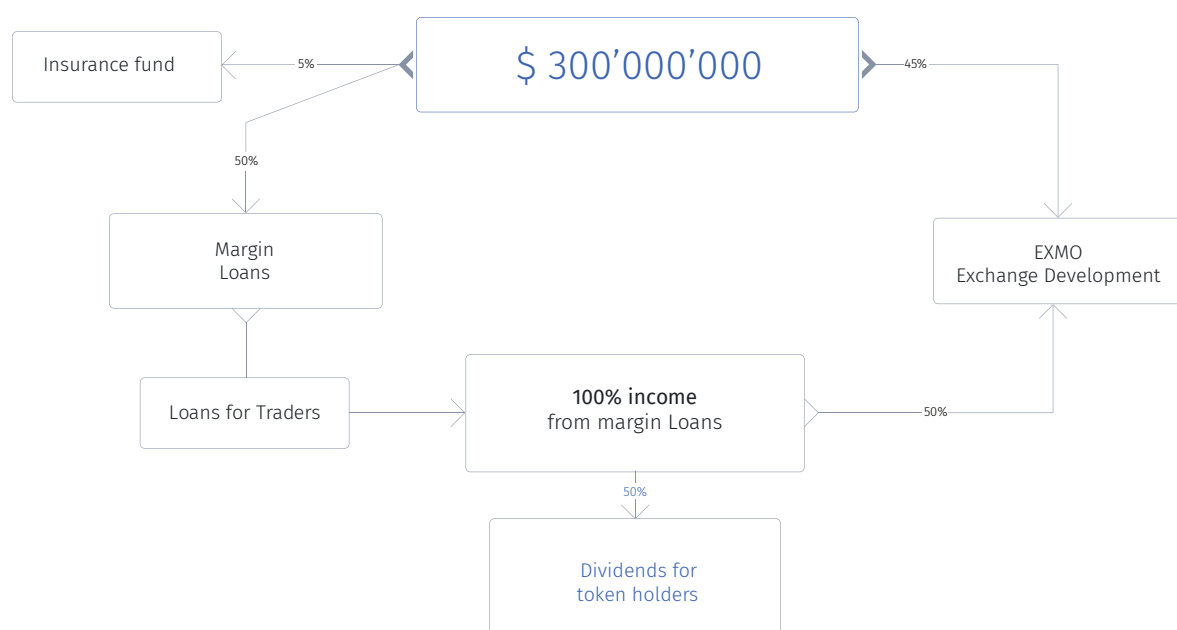 Insurance fund
5%
$ 300’000’000
45%
50%
Margin
Loans
EXMO
Exchange Development
Loans for Traders
100% income
from margin Loans
50%
50%
Dividends for
token holders